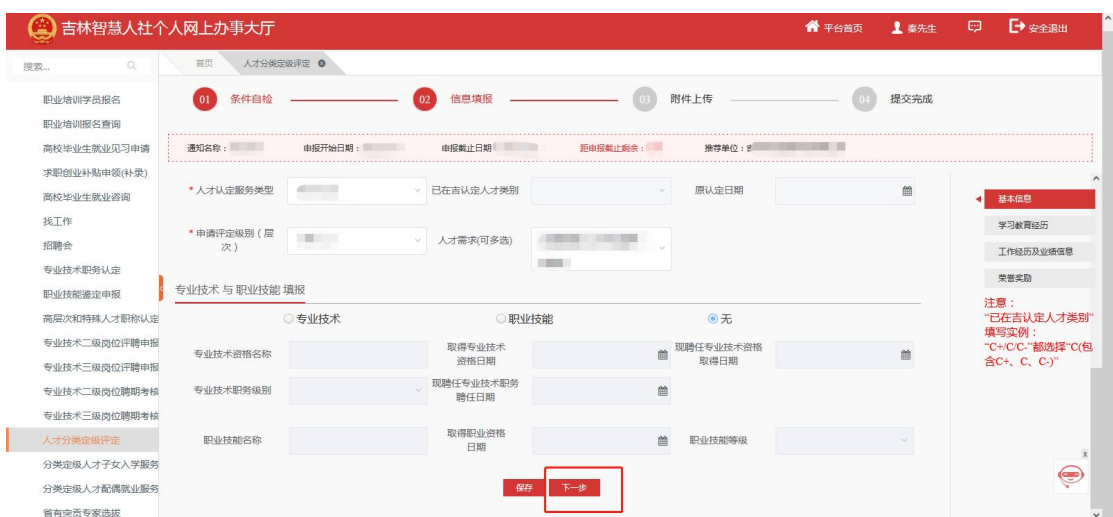 吉林智慧人社个人网上办事大厅
平台首页 秦先生 安全退出
搜索...
首页 人才分类定级评定
职业培训学员报名
职业培训报名查询
高校毕业生就业见习申请
求职创业补贴申领(补录)
高校毕业生就业咨询
找工作
招聘会
专业技术职务认定
职业技能鉴定申报
高层次和特殊人才职称认定
专业技术二级岗位评聘申报
专业技术三级岗位评聘申报
专业技术二级岗位聘期考核
专业技术三级岗位聘期考核
人才分类定级评定
分类定级人才子女入学服务
分类定级人才配偶就业服务
省有突贡专家选拔
01 条件自检 02 信息填报 03 附件上传 04 提交完成
通知名称： 申报开始日期： 申报截止日期 距申报截止剩余： 推荐单位：
* 人才认定服务类型 已在吉认定人才类别 原认定日期
* 申请评定级别（层次） 人才需求(可多选)
专业技术 与 职业技能 填报
专业技术 职业技能 无
专业技术资格名称 取得专业技术资格日期 现聘任专业技术资格取得日期
专业技术职务级别 现聘任专业技术职务聘任日期
职业技能名称 取得职业资格日期 职业技能等级
保存 下一步
基本信息
学习教育经历
工作经历及业绩信息
荣誉奖励
注意：
“已在吉认定人才类别”
填写实例：
“C+/C/C-”都选择“C(包
含C+、C、C-)”
x